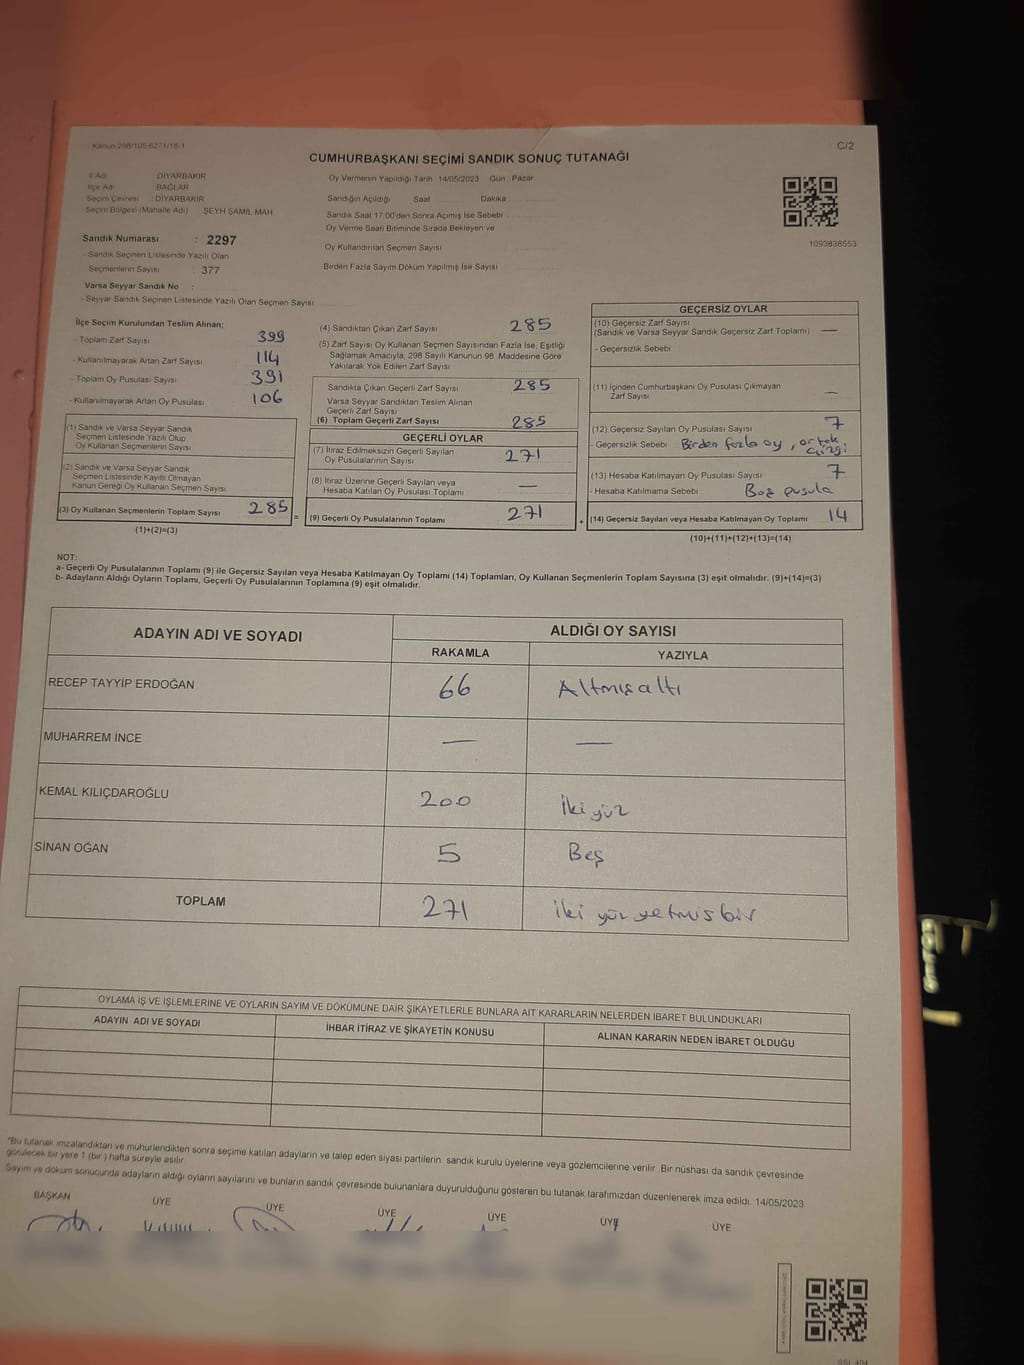 Kanun 298/105-6271/18.1
C/2
CUMHURBAŞKANI SEÇİMİ SANDIK SONUÇ TUTANAĞI
İl Adı : DİYARBAKIR
İlçe Adı : BAĞLAR
Seçim Çevresi : DİYARBAKIR
Seçim Bölgesi (Mahalle Adı) ŞEYH ŞAMİL MAH
Sandık Numarası : 2297
- Sandık Seçmen Listesinde Yazılı Olan
Seçmenlerin Sayısı : 377
Varsa Seyyar Sandık No :
- Seyyar Sandık Seçmen Listesinde Yazılı Olan Seçmen Sayısı
Oy Vermenin Yapıldığı Tarih 14/05/2023 Gün : Pazar
Sandığın Açıldığı Saat Dakika
Sandık Saat 17.00'den Sonra Açılmış İse Sebebi
Oy Verme Saati Bitiminde Sırada Bekleyen ve
Oy Kullandırılan Seçmen Sayısı
Birden Fazla Sayım Döküm Yapılmış İse Sayısı
1093838553
İlçe Seçim Kurulundan Teslim Alınan;
- Toplam Zarf Sayısı 399
- Kullanılmayarak Artan Zarf Sayısı 114
- Toplam Oy Pusulası Sayısı 391
- Kullanılmayarak Artan Oy Pusulası 106
(1) Sandık ve Varsa Seyyar Sandık
Seçmen Listesinde Yazılı Olup
Oy Kullanan Seçmenlerin Sayısı
(2) Sandık ve Varsa Seyyar Sandık
Seçmen Listesinde Kayıtlı Olmayan
Kanun Gereği Oy Kullanan Seçmen Sayısı
(3) Oy Kullanan Seçmenlerin Toplam Sayısı 285 =
(1)+(2)=(3)
(4) Sandıktan Çıkan Zarf Sayısı 285
(5) Zarf Sayısı Oy Kullanan Seçmen Sayısından Fazla İse, Eşitliği
Sağlamak Amacıyla, 298 Sayılı Kanunun 98. Maddesine Göre
Yakılarak Yok Edilen Zarf Sayısı
Sandıkta Çıkan Geçerli Zarf Sayısı 285
Varsa Seyyar Sandıktan Teslim Alınan
Geçerli Zarf Sayısı
(6) Toplam Geçerli Zarf Sayısı 285
GEÇERLİ OYLAR
(7) İtiraz Edilmeksizin Geçerli Sayılan
Oy Pusulalarının Sayısı 271
(8) İtiraz Üzerine Geçerli Sayılan veya
Hesaba Katılan Oy Pusulası Toplamı —
(9) Geçerli Oy Pusulalarının Toplamı 271 +
GEÇERSİZ OYLAR
(10) Geçersiz Zarf Sayısı
(Sandık ve Varsa Seyyar Sandık Geçersiz Zarf Toplamı) —
- Geçersizlik Sebebi
(11) İçinden Cumhurbaşkanı Oy Pusulası Çıkmayan
Zarf Sayısı —
(12) Geçersiz Sayılan Oy Pusulası Sayısı 7
- Geçersizlik Sebebi Birden fazla oy, ortak
çizgi
(13) Hesaba Katılmayan Oy Pusulası Sayısı 7
- Hesaba Katılmama Sebebi Boş pusula
(14) Geçersiz Sayılan veya Hesaba Katılmayan Oy Toplamı 14
(10)+(11)+(12)+(13)=(14)
NOT:
a- Geçerli Oy Pusulalarının Toplamı (9) ile Geçersiz Sayılan veya Hesaba Katılmayan Oy Toplamı (14) Toplamları, Oy Kullanan Seçmenlerin Toplam Sayısına (3) eşit olmalıdır. (9)+(14)=(3)
b- Adayların Aldığı Oyların Toplamı, Geçerli Oy Pusulalarının Toplamına (9) eşit olmalıdır.
ADAYIN ADI VE SOYADI
ALDIĞI OY SAYISI
RAKAMLA YAZIYLA
RECEP TAYYİP ERDOĞAN 66 Altmışaltı
MUHARREM İNCE — —
KEMAL KILIÇDAROĞLU 200 İkiyüz
SİNAN OĞAN 5 Beş
TOPLAM 271 İki yüz yetmişbir
OYLAMA İŞ VE İŞLEMLERİNE VE OYLARIN SAYIM VE DÖKÜMÜNE DAİR ŞİKAYETLERLE BUNLARA AİT KARARLARIN NELERDEN İBARET BULUNDUKLARI
ADAYIN ADI VE SOYADI İHBAR İTİRAZ VE ŞİKAYETİN KONUSU ALINAN KARARIN NEDEN İBARET OLDUĞU
*Bu tutanak imzalandıktan ve mühürlendikten sonra seçime katılan adayların ve talep eden siyasi partilerin sandık kurulu üyelerine veya gözlemcilerine verilir. Bir nüshası da sandık çevresinde
görülecek bir yere 1 (bir) hafta süreyle asılır.
Sayım ve döküm sonucunda adayların aldığı oyların sayılarını ve bunların sandık çevresinde bulunanlara duyurulduğunu gösteren bu tutanak tarafımızdan düzenlenerek imza edildi. 14/05/2023
BAŞKAN ÜYE ÜYE ÜYE ÜYE ÜYE ÜYE